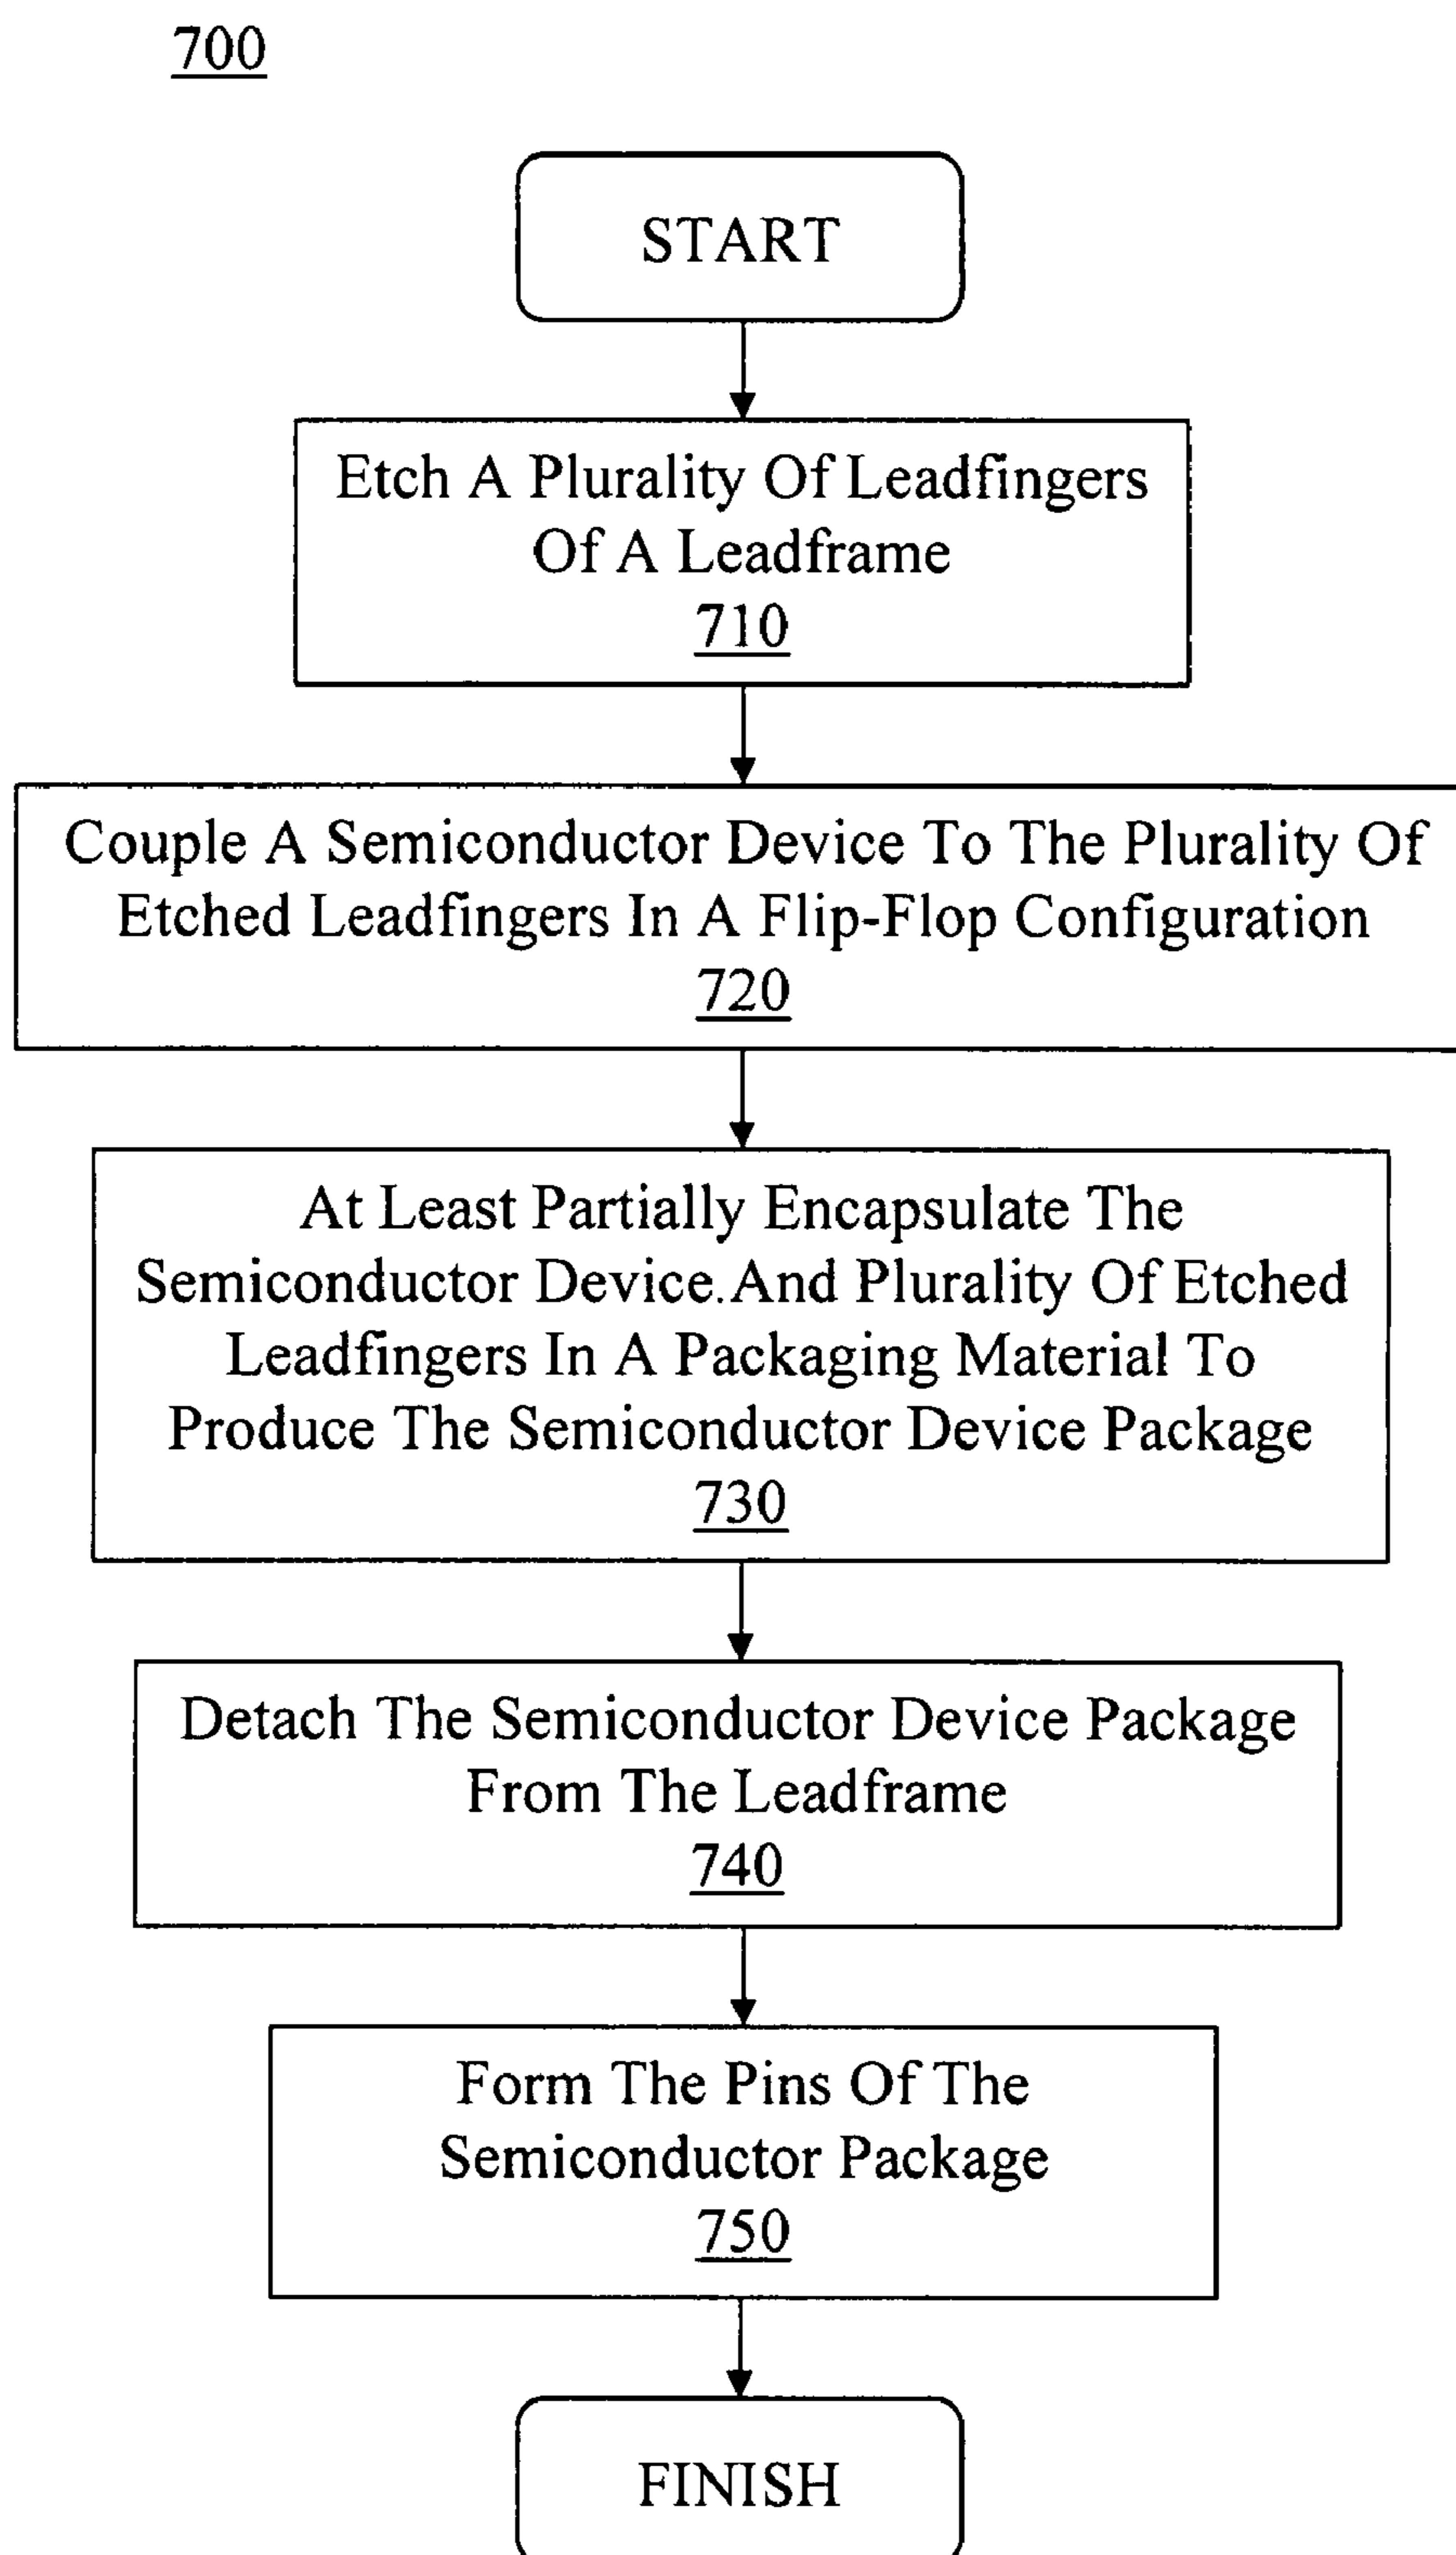 700
START
Etch A Plurality Of Leadfingers
Of A Leadframe
710
Couple A Semiconductor Device To The Plurality Of
Etched Leadfingers In A Flip-Flop Configuration
720
At Least Partially Encapsulate The
Semiconductor Device.And Plurality Of Etched
Leadfingers In A Packaging Material To
Produce The Semiconductor Device Package
730
Detach The Semiconductor Device Package
From The Leadframe
740
Form The Pins Of The
Semiconductor Package
750
FINISH